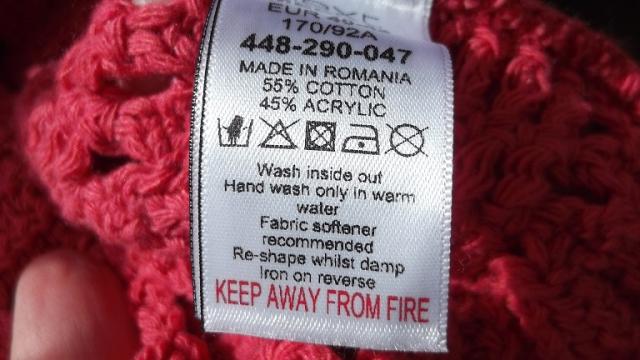 EUR
170/92A
448-290-047
MADE IN ROMANIA
55% COTTON
45% ACRYLIC
Wash inside out
Hand wash only in warm
water
Fabric softener
recommended
Re-shape whilst damp
Iron on reverse
KEEP AWAY FROM FIRE